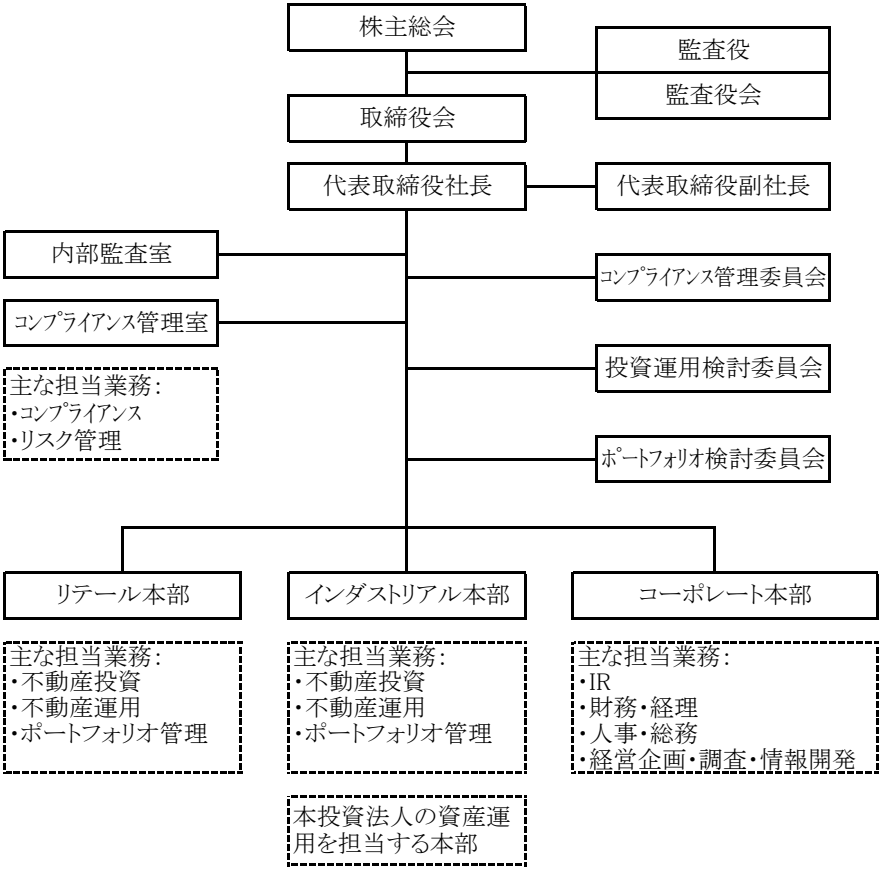 株主総会
監査役
監査役会
取締役会
代表取締役社長
代表取締役副社長
内部監査室
コンプライアンス管理委員会
コンプライアンス管理室
投資運用検討委員会
主な担当業務:
・コンプライアンス
・リスク管理
ポートフォリオ検討委員会
リテール本部
インダストリアル本部
コーポレート本部
主な担当業務:
・不動産投資
・不動産運用
・ポートフォリオ管理
主な担当業務:
・不動産投資
・不動産運用
・ポートフォリオ管理
主な担当業務:
・IR
・財務・経理
・人事・総務
・経営企画・調査・情報開発
本投資法人の資産運
用を担当する本部